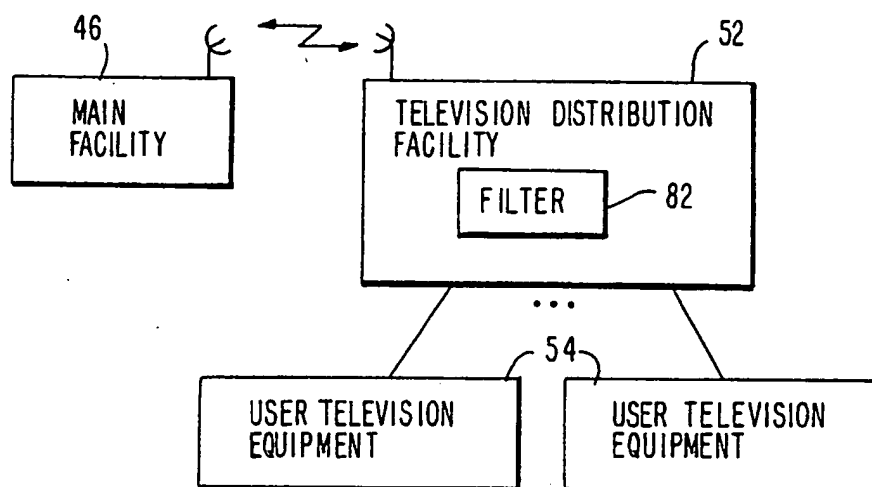 46
52
MAIN
FACILITY
TELEVISION DISTRIBUTION
FACILITY
FILTER
82
...
54
USER TELEVISION
EQUIPMENT
USER TELEVISION
EQUIPMENT